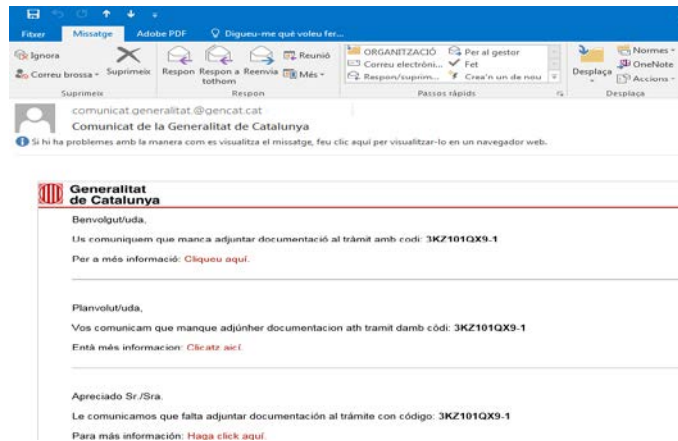 Fitxer Missatge Adobe PDF Digueu-me què voleu fer...
Ignora
Correu brossa
Suprimeix
Respon Respon a tothom Reenvia
Reunió
Més
ORGANITZACIÓ
Correu electròni...
Respon/suprim...
Per al gestor
Fet
Crea'n un de nou
Desplaça
Normes
OneNote
Accions
Suprimeix Respon Passos ràpids Desplaça
comunicat.generalitat.@gencat.cat
Comunicat de la Generalitat de Catalunya
Si hi ha problemes amb la manera com es visualitza el missatge, feu clic aquí per visualitzar-lo en un navegador web.
Generalitat
de Catalunya
Benvolgut/uda,
Us comuniquem que manca adjuntar documentació al tràmit amb codi: 3KZ101QX9-1
Per a més informació: Cliqueu aquí.
Planvolut/uda,
Vos comunicam que manque adjúnher documentacion ath tramit damb còdi: 3KZ101QX9-1
Entà mès informacion: Clicatz aicí.
Apreciado Sr./Sra.
Le comunicamos que falta adjuntar documentación al trámite con código: 3KZ101QX9-1
Para más información: Haga click aquí.